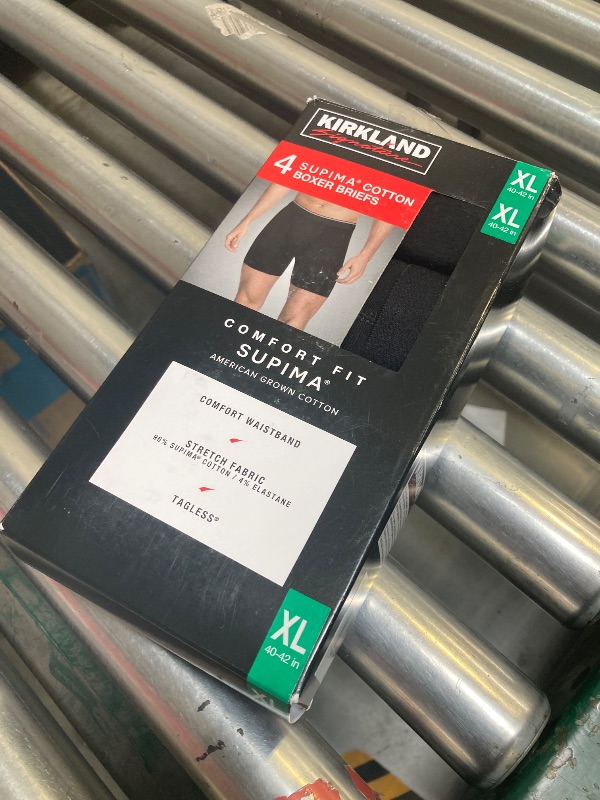 KIRKLAND
Signature
4 SUPIMA® COTTON
BOXER BRIEFS
XL
40-42 in
XL
40-42 in
COMFORT FIT
SUPIMA®
AMERICAN GROWN COTTON
COMFORT WAISTBAND
STRETCH FABRIC
96% SUPIMA® COTTON / 4% ELASTANE
TAGLESS®
XL
40-42 in
XL